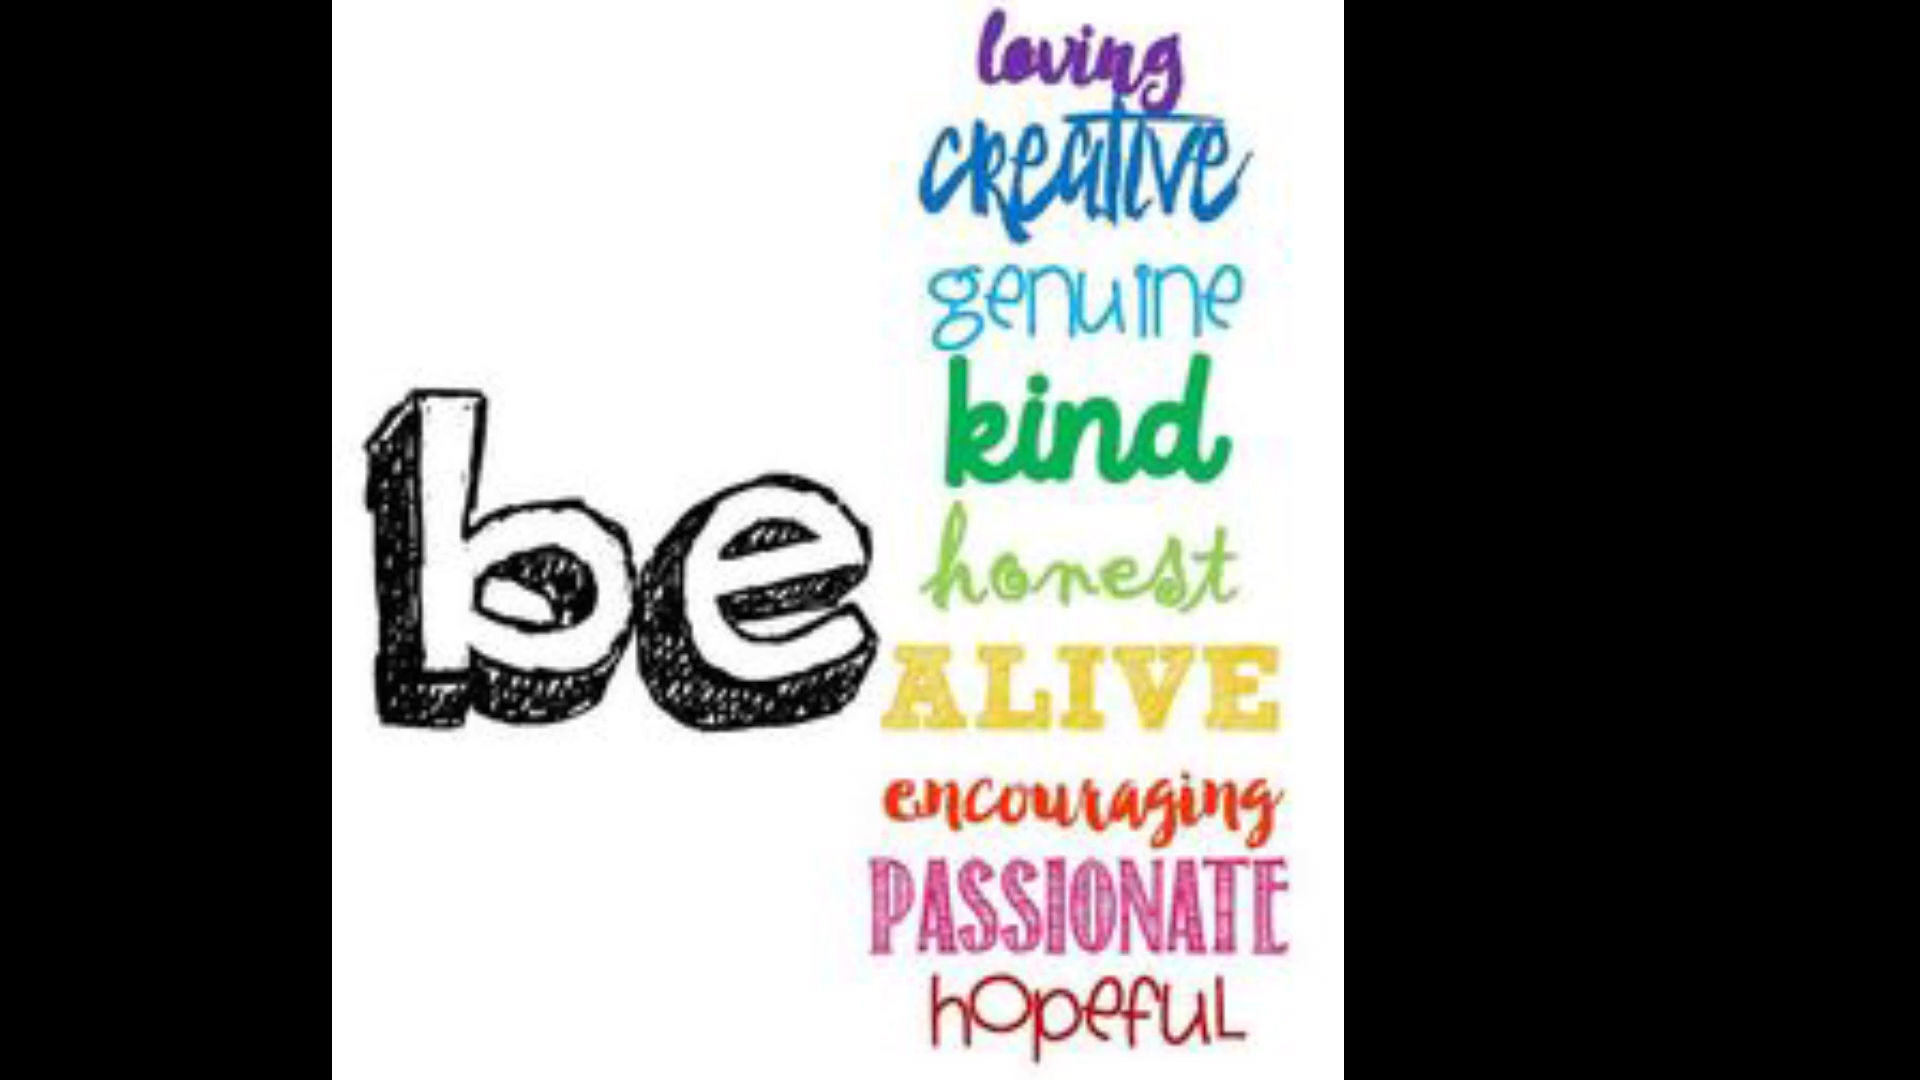 be
loving
creative
genuine
kind
honest
ALIVE
encouraging
PASSIONATE
hopeful